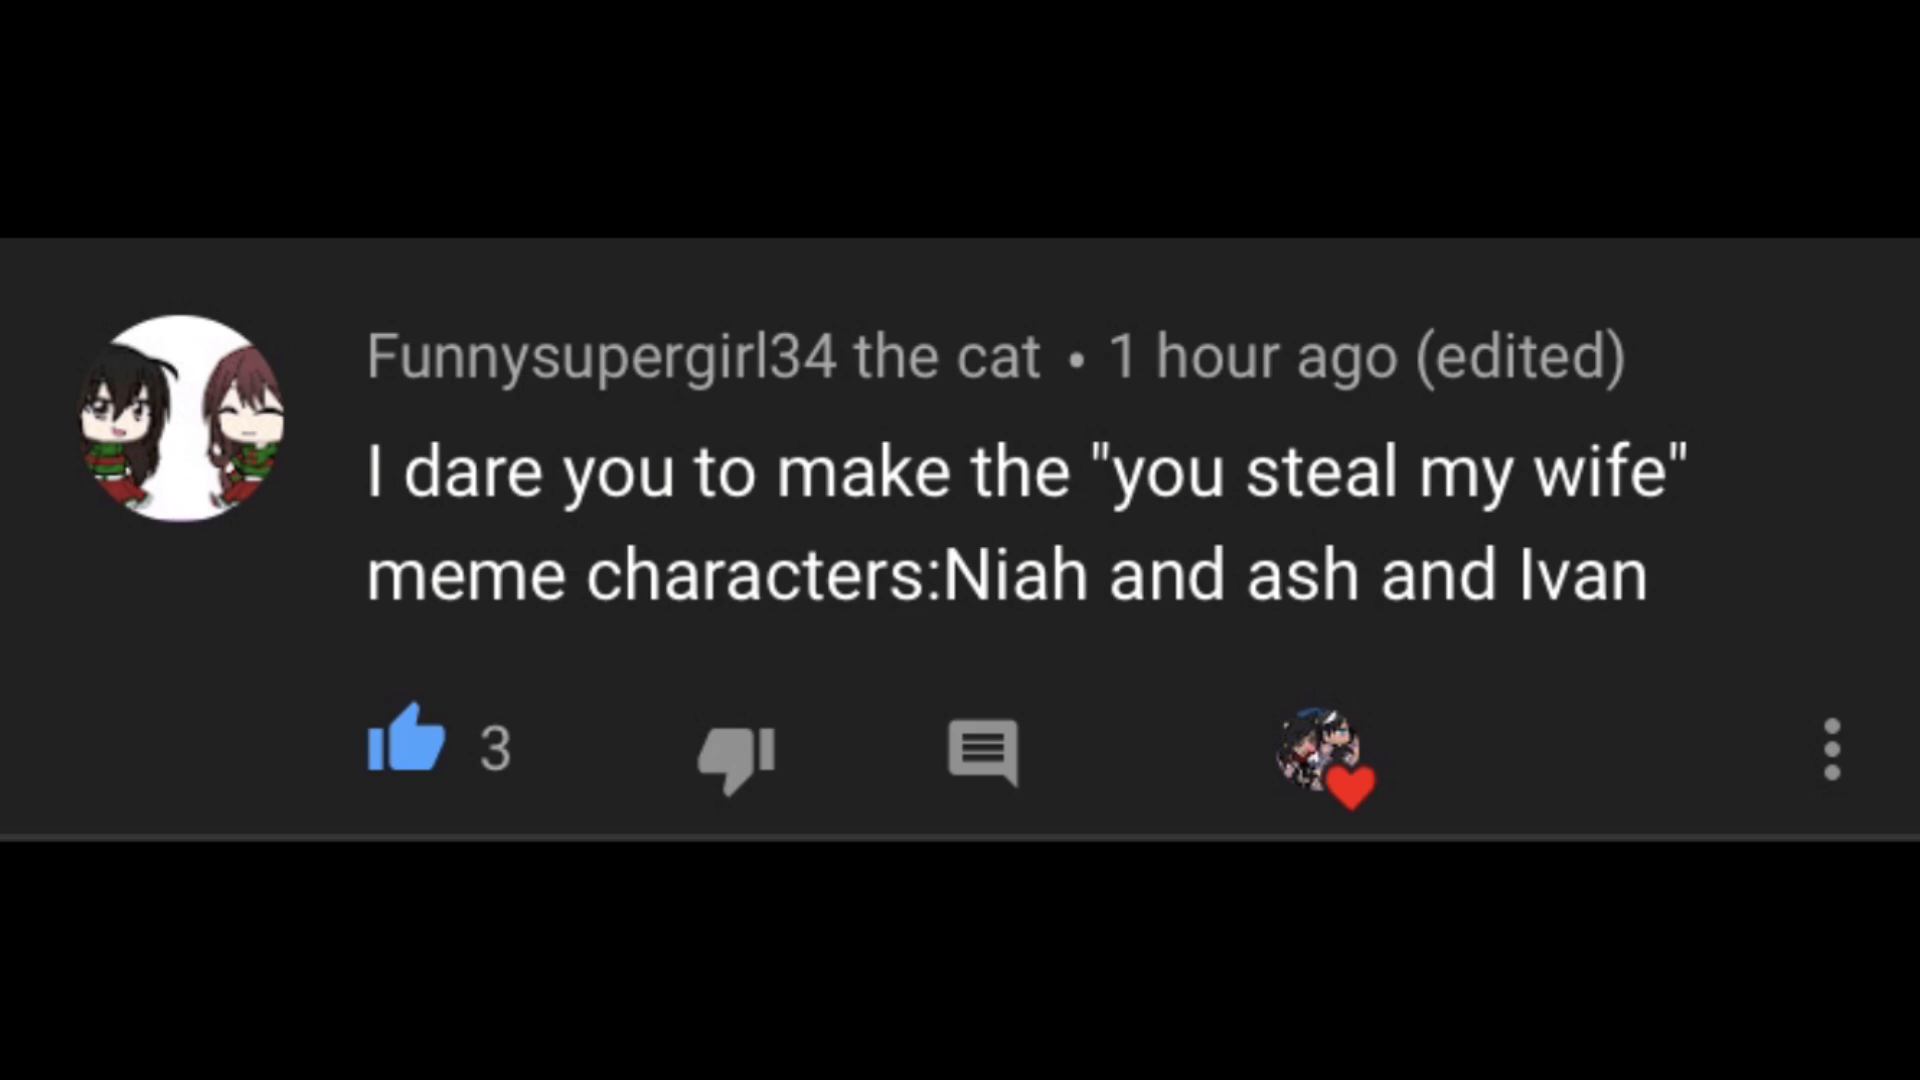 Funnysupergirl34 the cat • 1 hour ago (edited)
I dare you to make the "you steal my wife"
meme characters:Niah and ash and Ivan
3